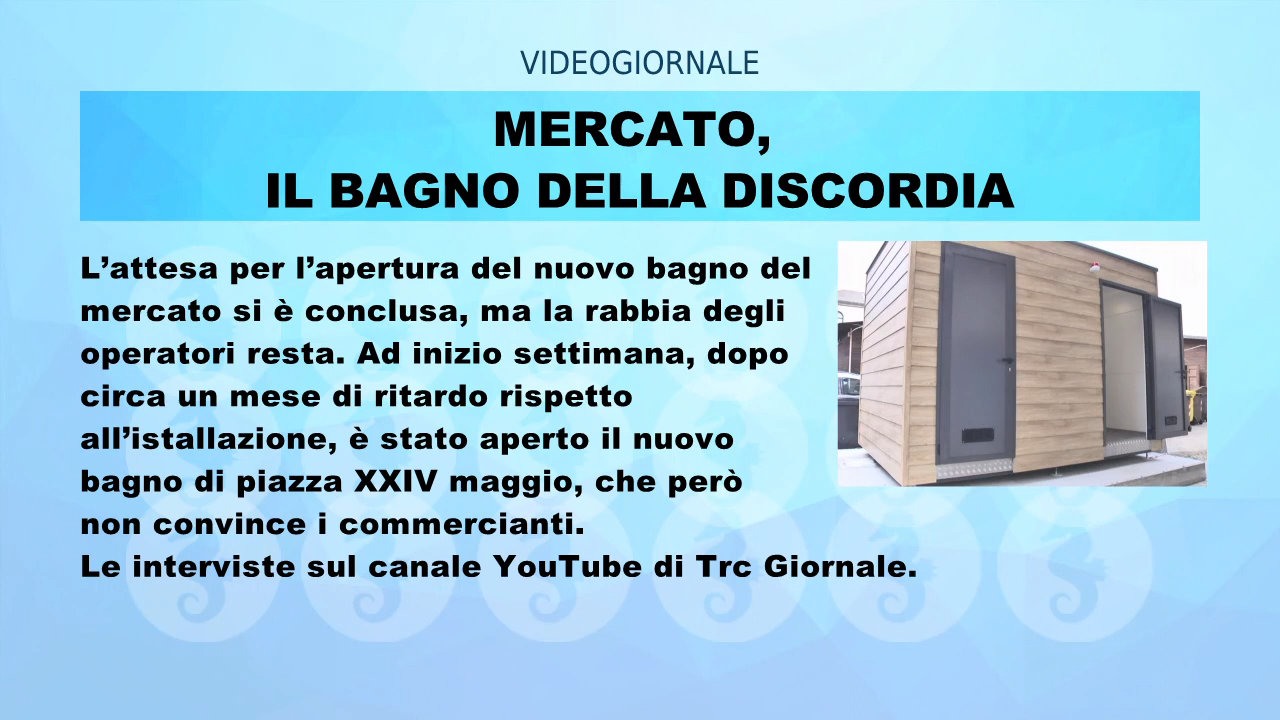 VIDEOGIORNALE
MERCATO,
IL BAGNO DELLA DISCORDIA
L’attesa per l’apertura del nuovo bagno del
mercato si è conclusa, ma la rabbia degli
operatori resta. Ad inizio settimana, dopo
circa un mese di ritardo rispetto
all’istallazione, è stato aperto il nuovo
bagno di piazza XXIV maggio, che però
non convince i commercianti.
Le interviste sul canale YouTube di Trc Giornale.